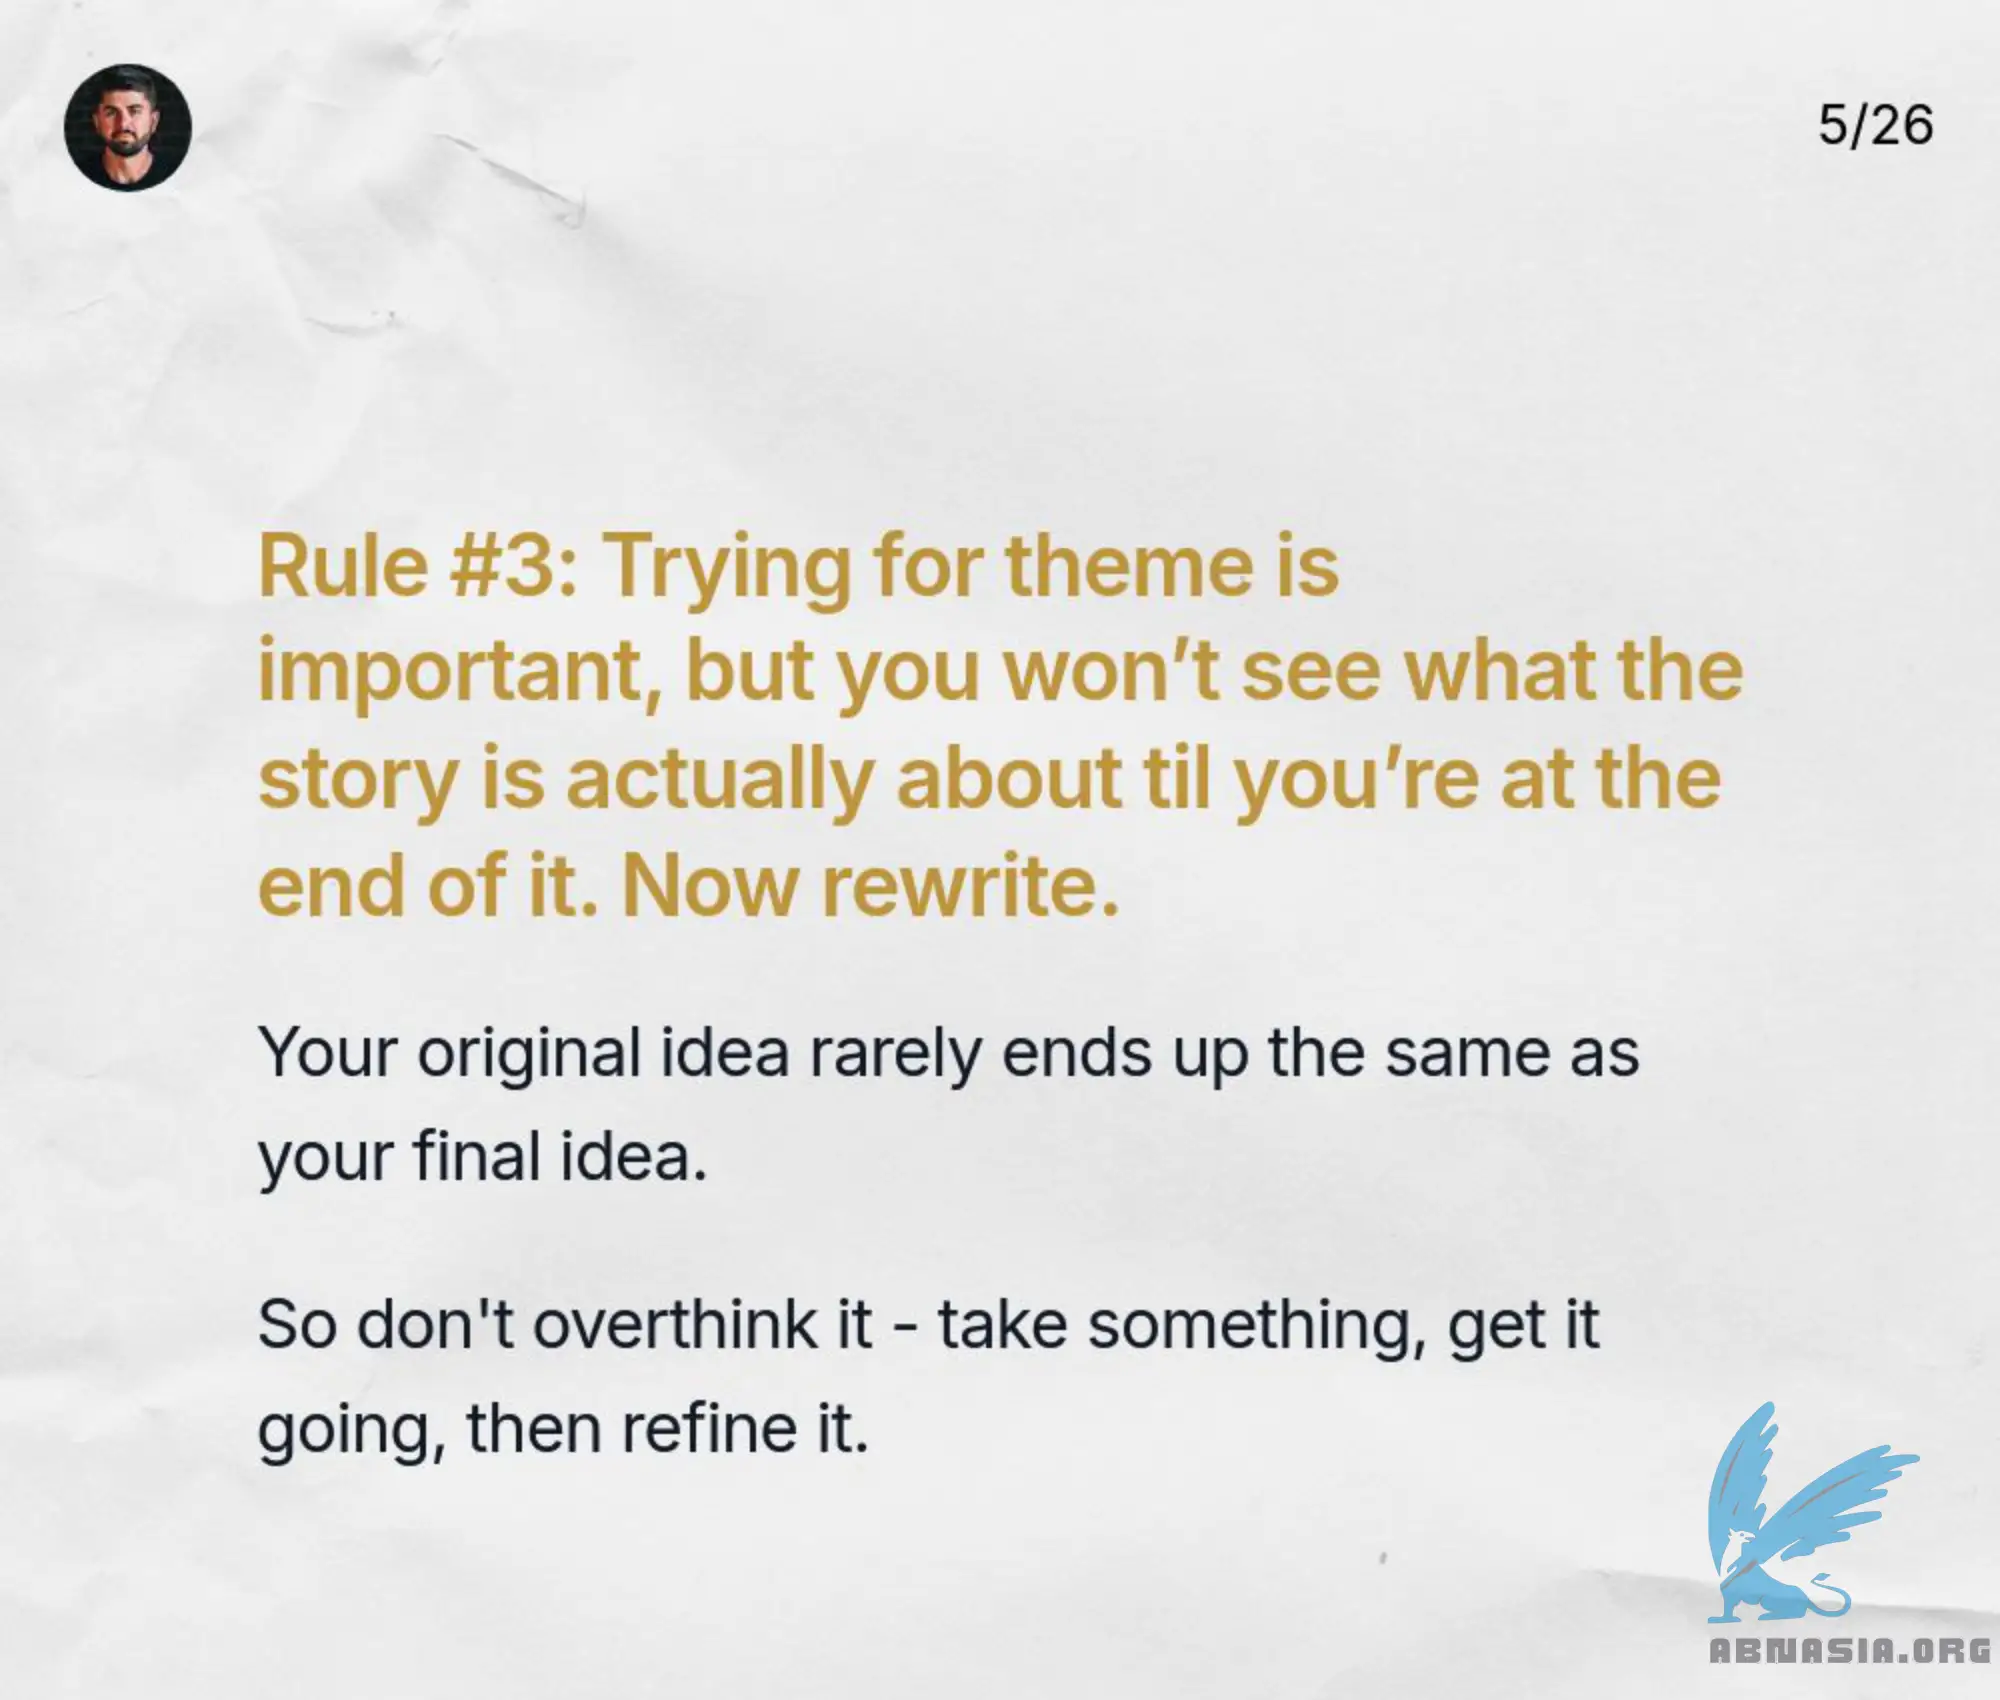 5/26
Rule #3: Trying for theme is
important, but you won’t see what the
story is actually about til you’re at the
end of it. Now rewrite.
Your original idea rarely ends up the same as
your final idea.
So don't overthink it - take something, get it
going, then refine it.
ABNASIA.ORG